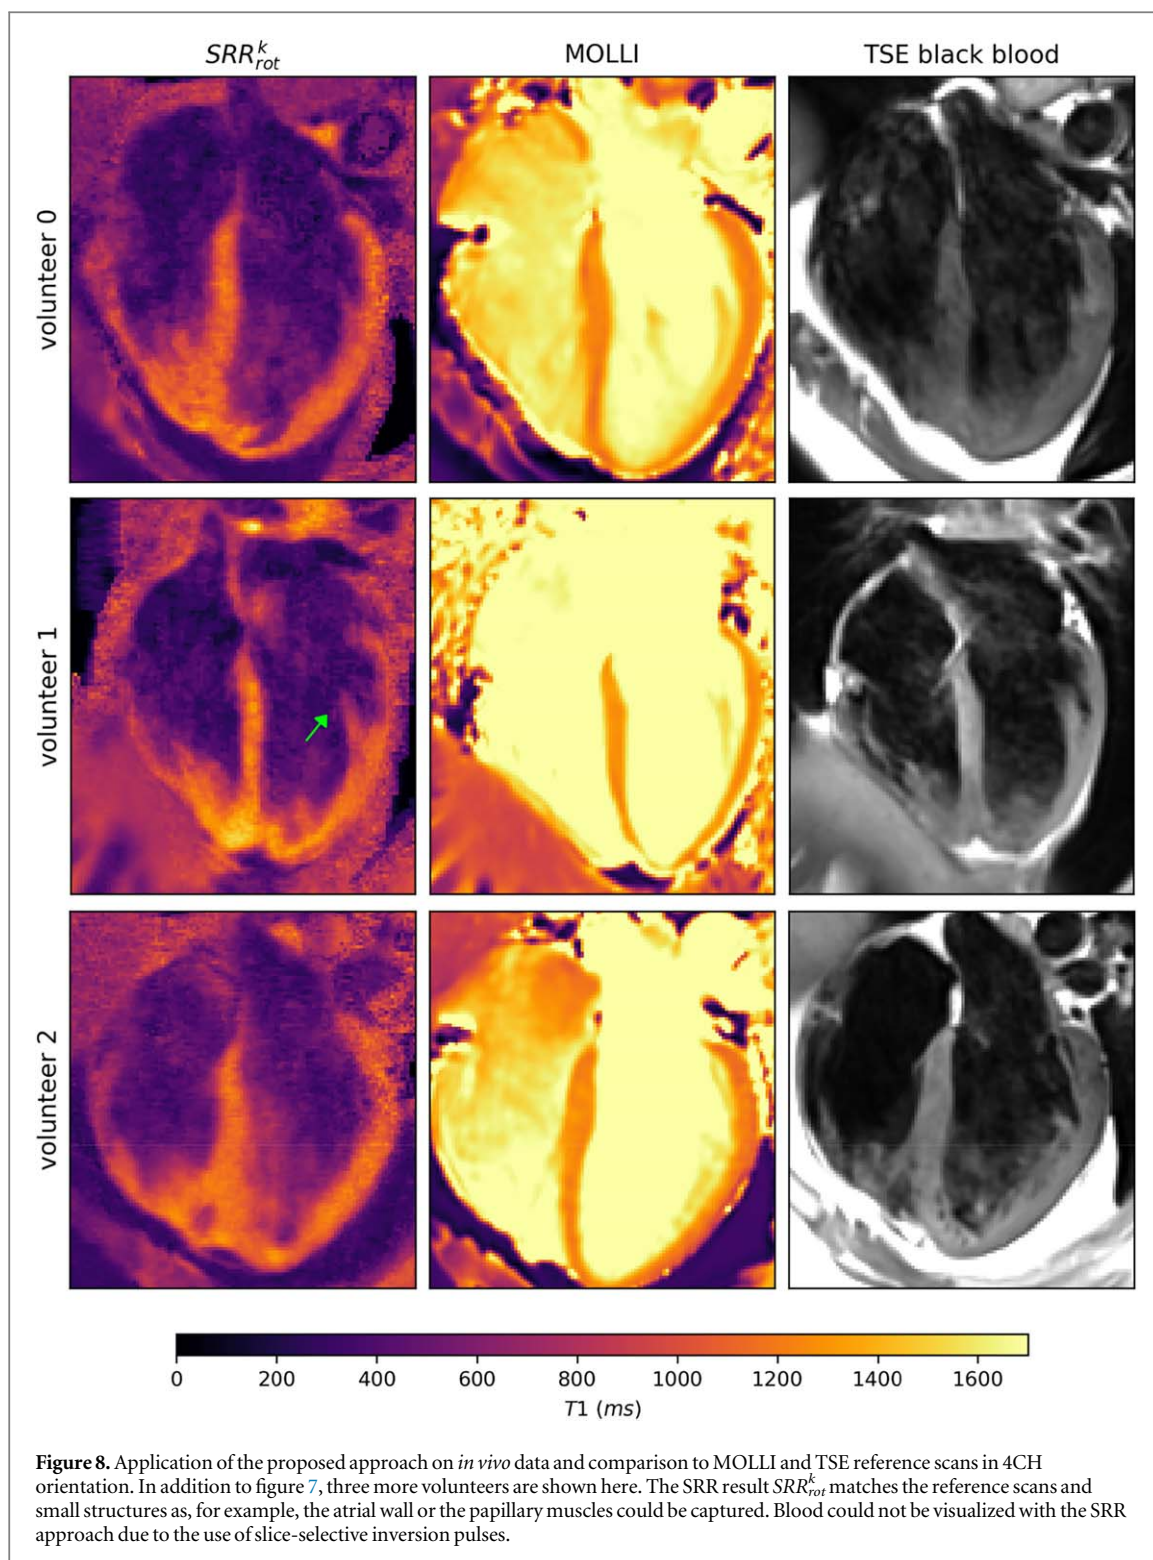 SRR^k_rot MOLLI TSE black blood
volunteer 0
volunteer 1
volunteer 2
0 200 400 600 800 1000 1200 1400 1600
T1 (ms)
Figure 8. Application of the proposed approach on in vivo data and comparison to MOLLI and TSE reference scans in 4CH
orientation. In addition to figure 7, three more volunteers are shown here. The SRR result SRR^k_rot matches the reference scans and
small structures as, for example, the atrial wall or the papillary muscles could be captured. Blood could not be visualized with the SRR
approach due to the use of slice-selective inversion pulses.